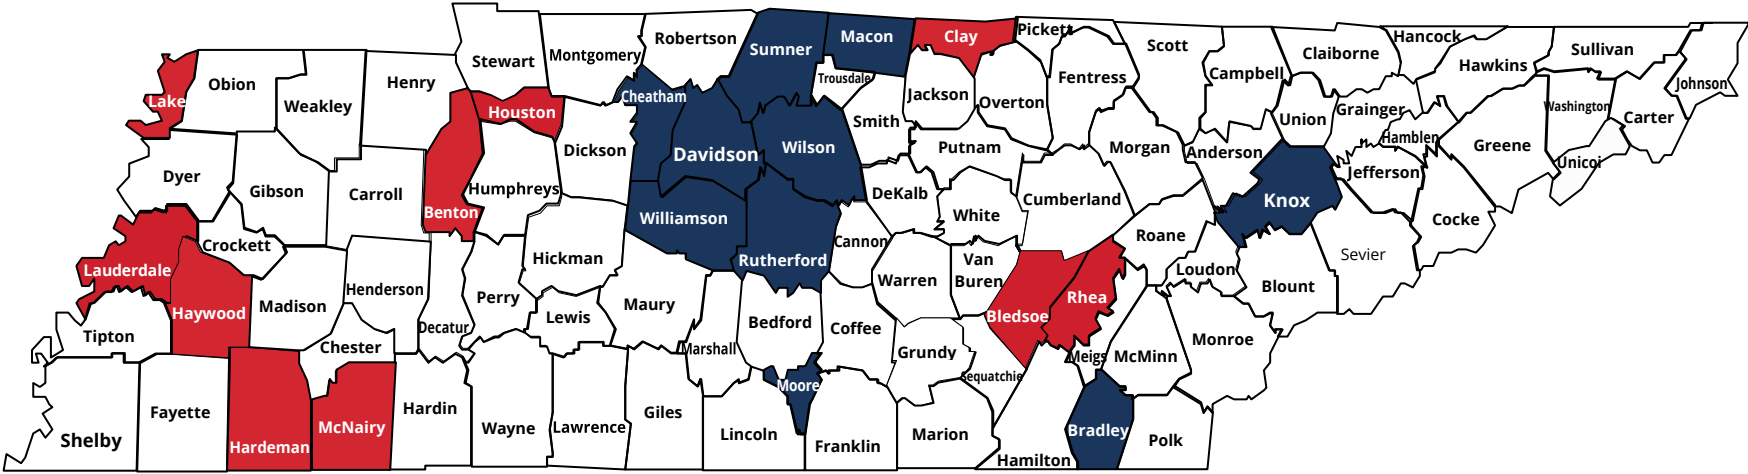 Pickett
Hancock
Clay
Macon
Robertson
Scott
Sumner
Sullivan
Claiborne
Montgomery
Stewart
Hawkins
Campbell
Fentress
Trousdale
Henry
Obion
Johnson
Jackson
Cheatham
Lake
Overton
Weakley
Washington
Grainger
Houston
Carter
Union
Smith
Hamblen
Greene
Putnam
Morgan
Wilson
Dickson
Anderson
Davidson
Unicoi
Jefferson
Dyer
Humphreys
Gibson
DeKalb
Carroll
Cumberland
Knox
Benton
White
Williamson
Cocke
Roane
Cannon
Crockett
Sevier
Hickman
Rutherford
Van
Buren
Loudon
Lauderdale
Warren
Blount
Henderson
Perry
Rhea
Maury
Madison
Haywood
Bledsoe
Lewis
Bedford
Decatur
Coffee
Tipton
Monroe
Chester
Marshall
Grundy
Meigs
McMinn
Sequatchie
Moore
Hardin
Fayette
Giles
McNairy
Wayne
Lawrence
Bradley
Lincoln
Marion
Shelby
Polk
Franklin
Hardeman
Hamilton